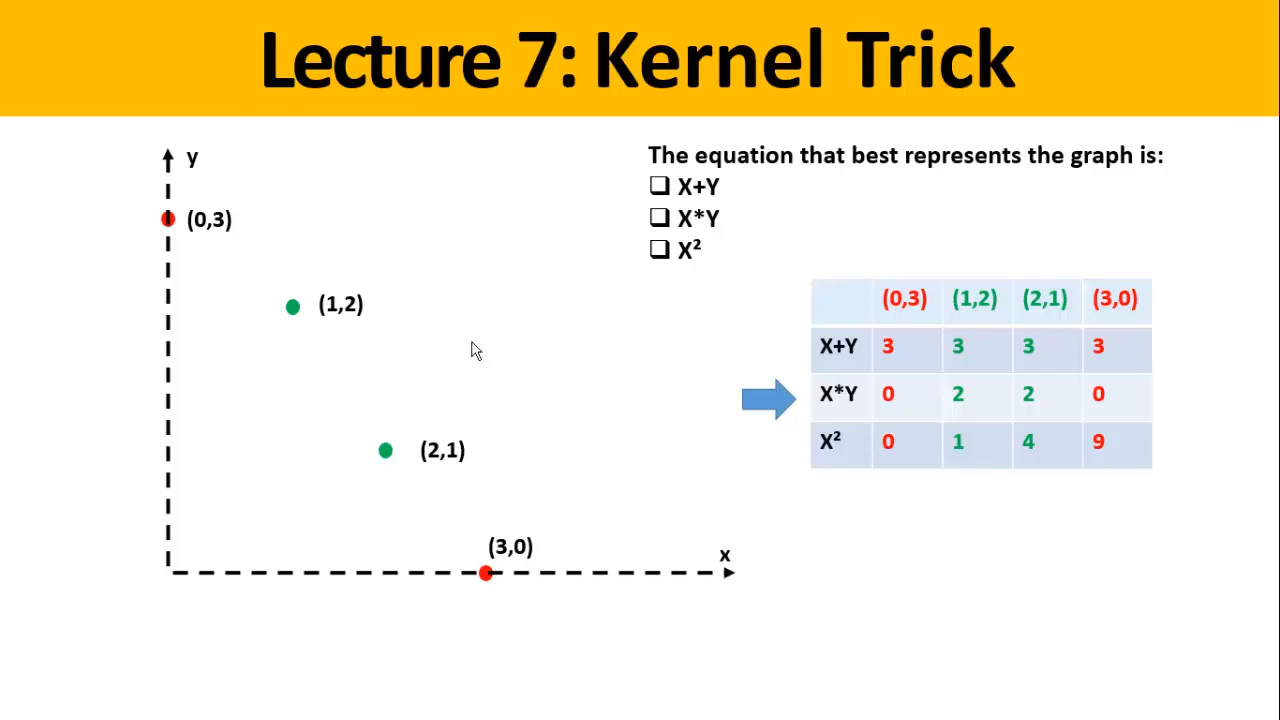 Lecture 7: Kernel Trick
y
(0,3)
(1,2)
(2,1)
(3,0)
x
The equation that best represents the graph is:
❑ X+Y
❑ X*Y
❑ X²
(0,3) (1,2) (2,1) (3,0)
X+Y 3 3 3 3
X*Y 0 2 2 0
X² 0 1 4 9